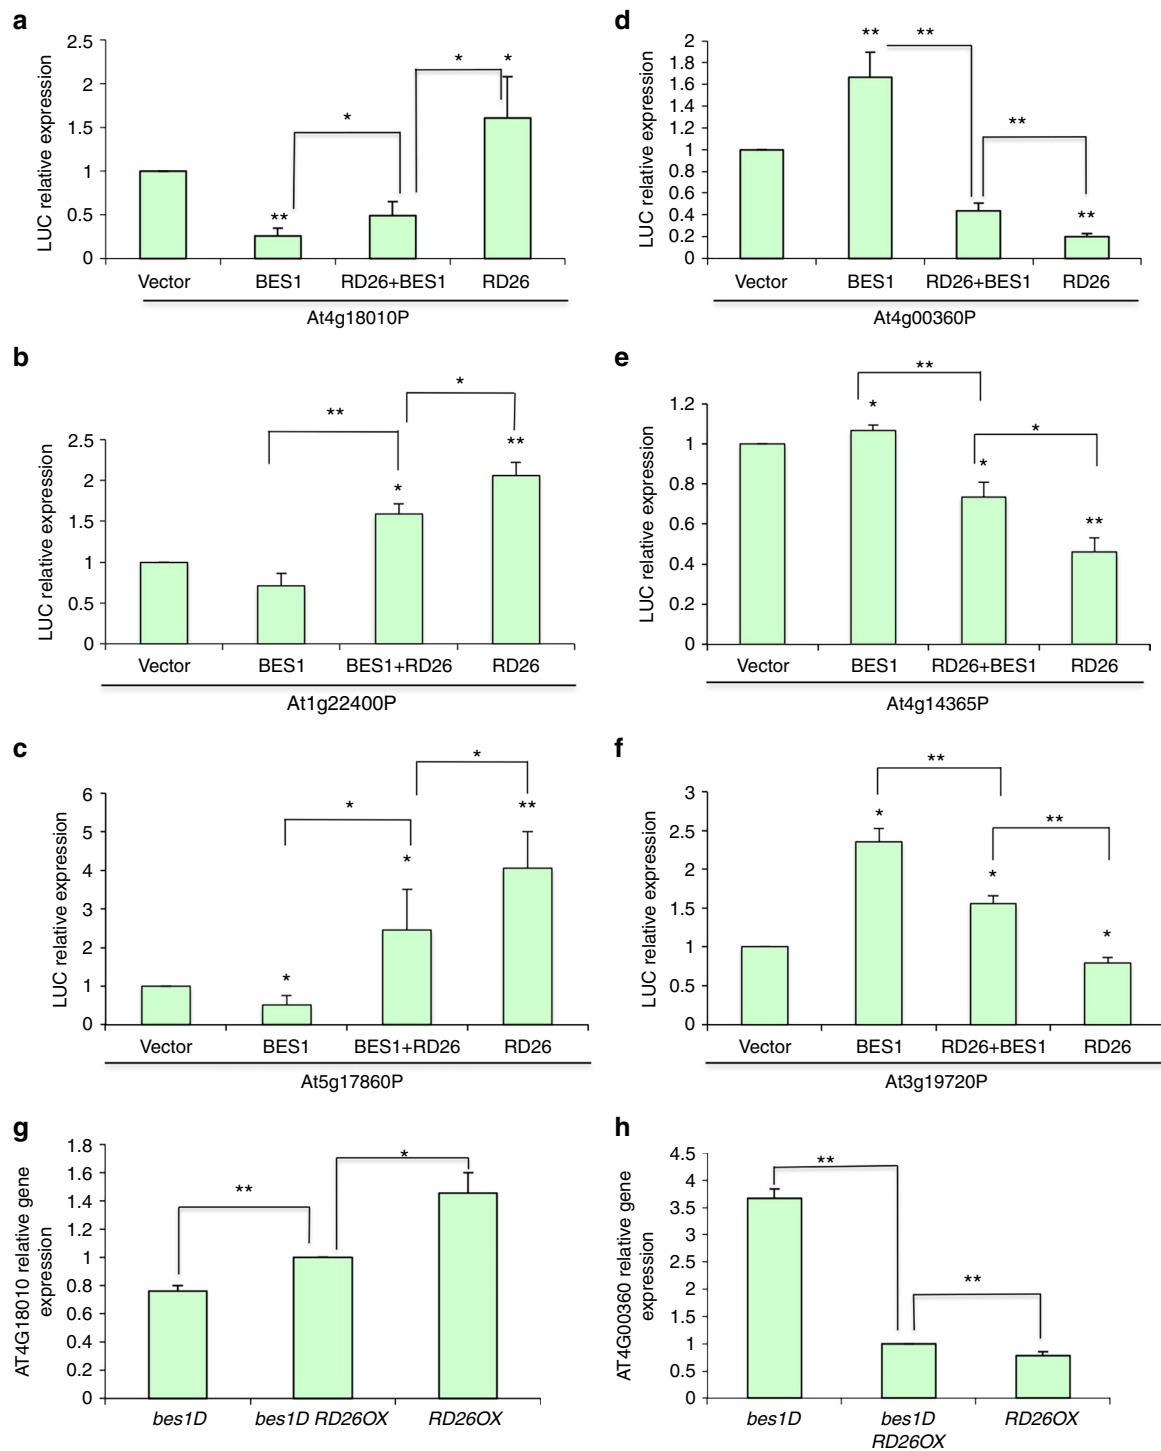 a
LUC relative expression
2.5
2
1.5
1
0.5
0
* * *
**
Vector BES1 RD26+BES1 RD26
At4g18010P
d
LUC relative expression
2
1.8
1.6
1.4
1.2
1
0.8
0.6
0.4
0.2
0
** **
**
**
Vector BES1 RD26+BES1 RD26
At4g00360P
b
LUC relative expression
2.5
2
1.5
1
0.5
0
*
**
**
*
Vector BES1 BES1+RD26 RD26
At1g22400P
e
LUC relative expression
1.2
1
0.8
0.6
0.4
0.2
0
**
*
*
*
**
Vector BES1 RD26+BES1 RD26
At4g14365P
c
LUC relative expression
6
5
4
3
2
1
0
*
* **
*
*
Vector BES1 BES1+RD26 RD26
At5g17860P
f
LUC relative expression
3
2.5
2
1.5
1
0.5
0
**
* **
*
*
Vector BES1 RD26+BES1 RD26
At3g19720P
g
AT4G18010 relative gene
expression
1.8
1.6
1.4
1.2
1
0.8
0.6
0.4
0.2
0
*
**
bes1D bes1D RD26OX RD26OX
h
AT4G00360 relative gene
expression
4.5
4
3.5
3
2.5
2
1.5
1
0.5
0
**
**
bes1D bes1D RD26OX
RD26OX